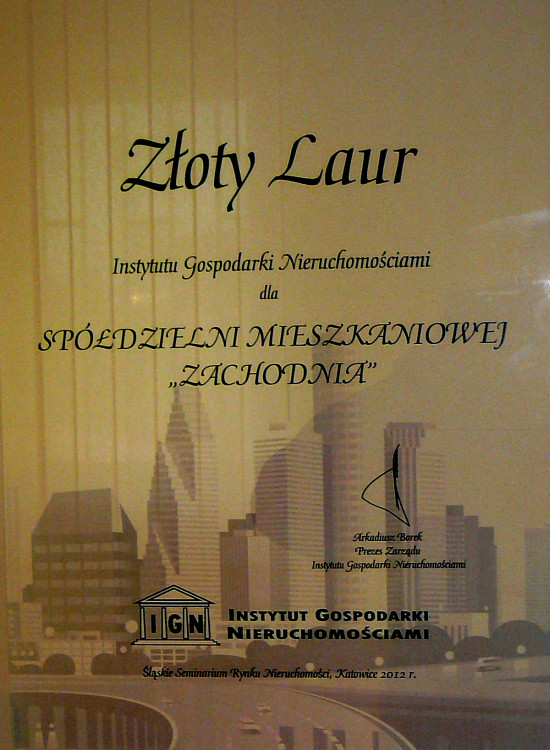 Złoty Laur
Instytutu Gospodarki Nieruchomościami
dla
SPÓŁDZIELNI MIESZKANIOWEJ
„ZACHODNIA”
Arkadiusz Borek
Prezes Zarządu
Instytutu Gospodarki Nieruchomościami
IGN
INSTYTUT GOSPODARKI
NIERUCHOMOŚCIAMI
Śląskie Seminarium Rynku Nieruchomości, Katowice 2012 r.